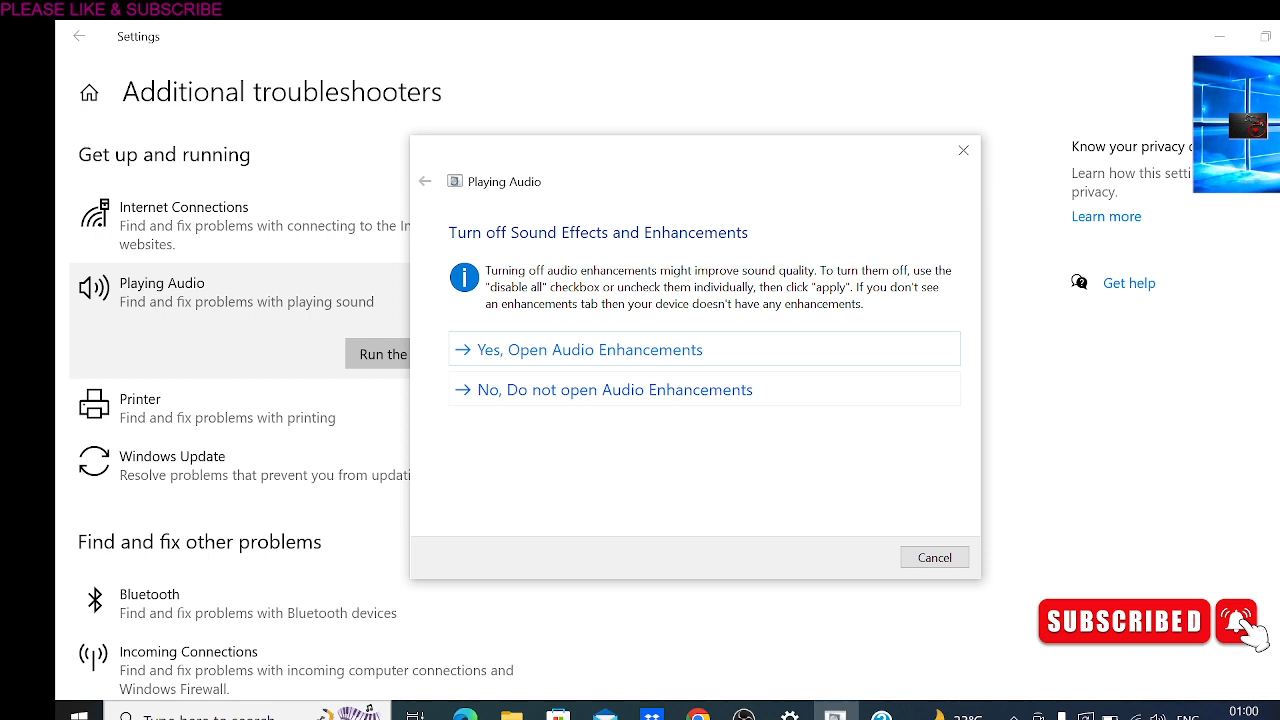 PLEASE LIKE & SUBSCRIBE
Settings
Additional troubleshooters
Get up and running
Internet Connections
Find and fix problems with connecting to the In
websites.
Playing Audio
Find and fix problems with playing sound
Run the
Printer
Find and fix problems with printing
Windows Update
Resolve problems that prevent you from updati
Find and fix other problems
Bluetooth
Find and fix problems with Bluetooth devices
Incoming Connections
Find and fix problems with incoming computer connections and
Windows Firewall.
Playing Audio
Turn off Sound Effects and Enhancements
Turning off audio enhancements might improve sound quality. To turn them off, use the
"disable all" checkbox or uncheck them individually, then click "apply". If you don't see
an enhancements tab then your device doesn't have any enhancements.
Yes, Open Audio Enhancements
No, Do not open Audio Enhancements
Cancel
Know your privacy
Learn how this setti
privacy.
Learn more
Get help
SUBSCRIBED
Type here to search
28°C
ENG
01:00